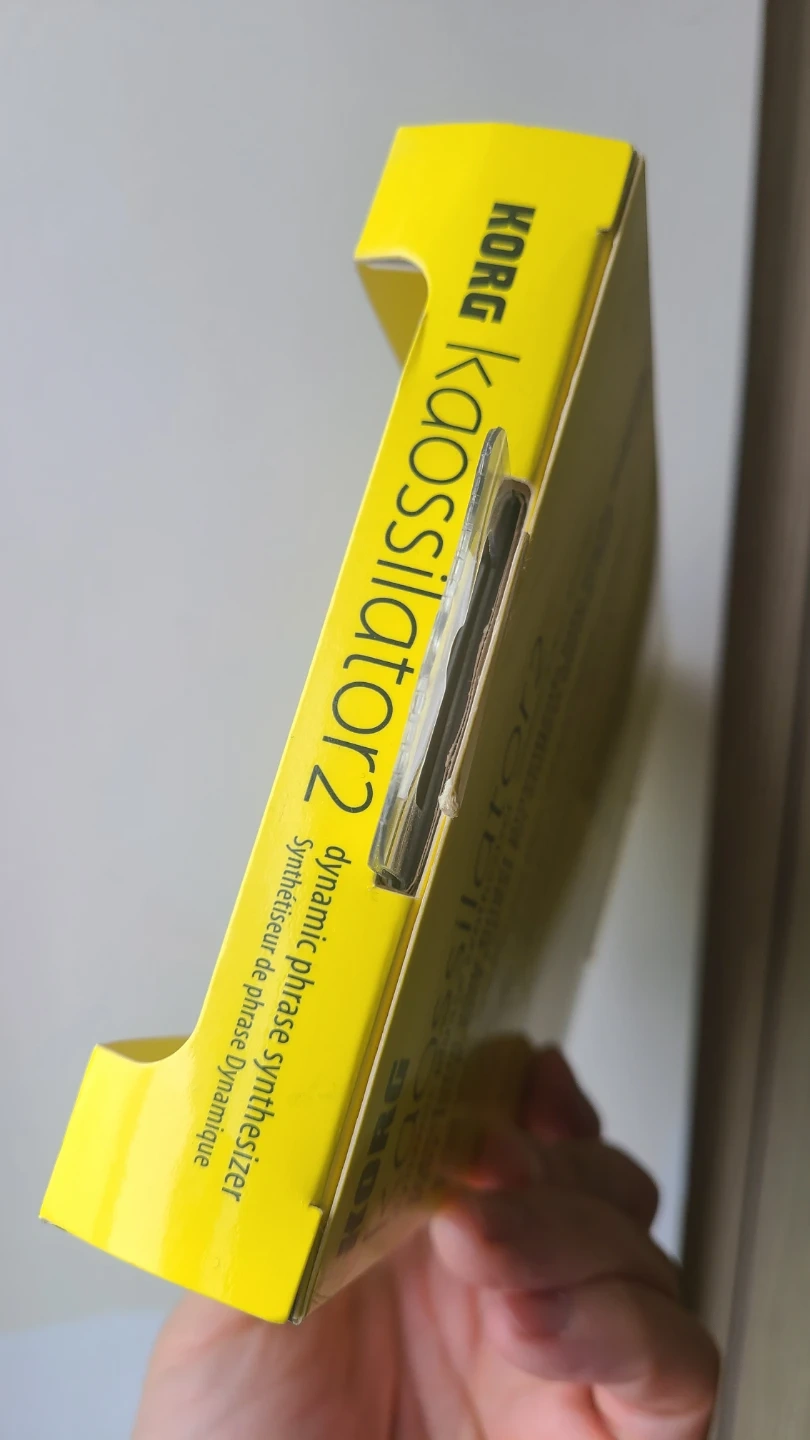 KORG kaossilator2
dynamic phrase synthesizer
Synthétiseur de phrase Dynamique